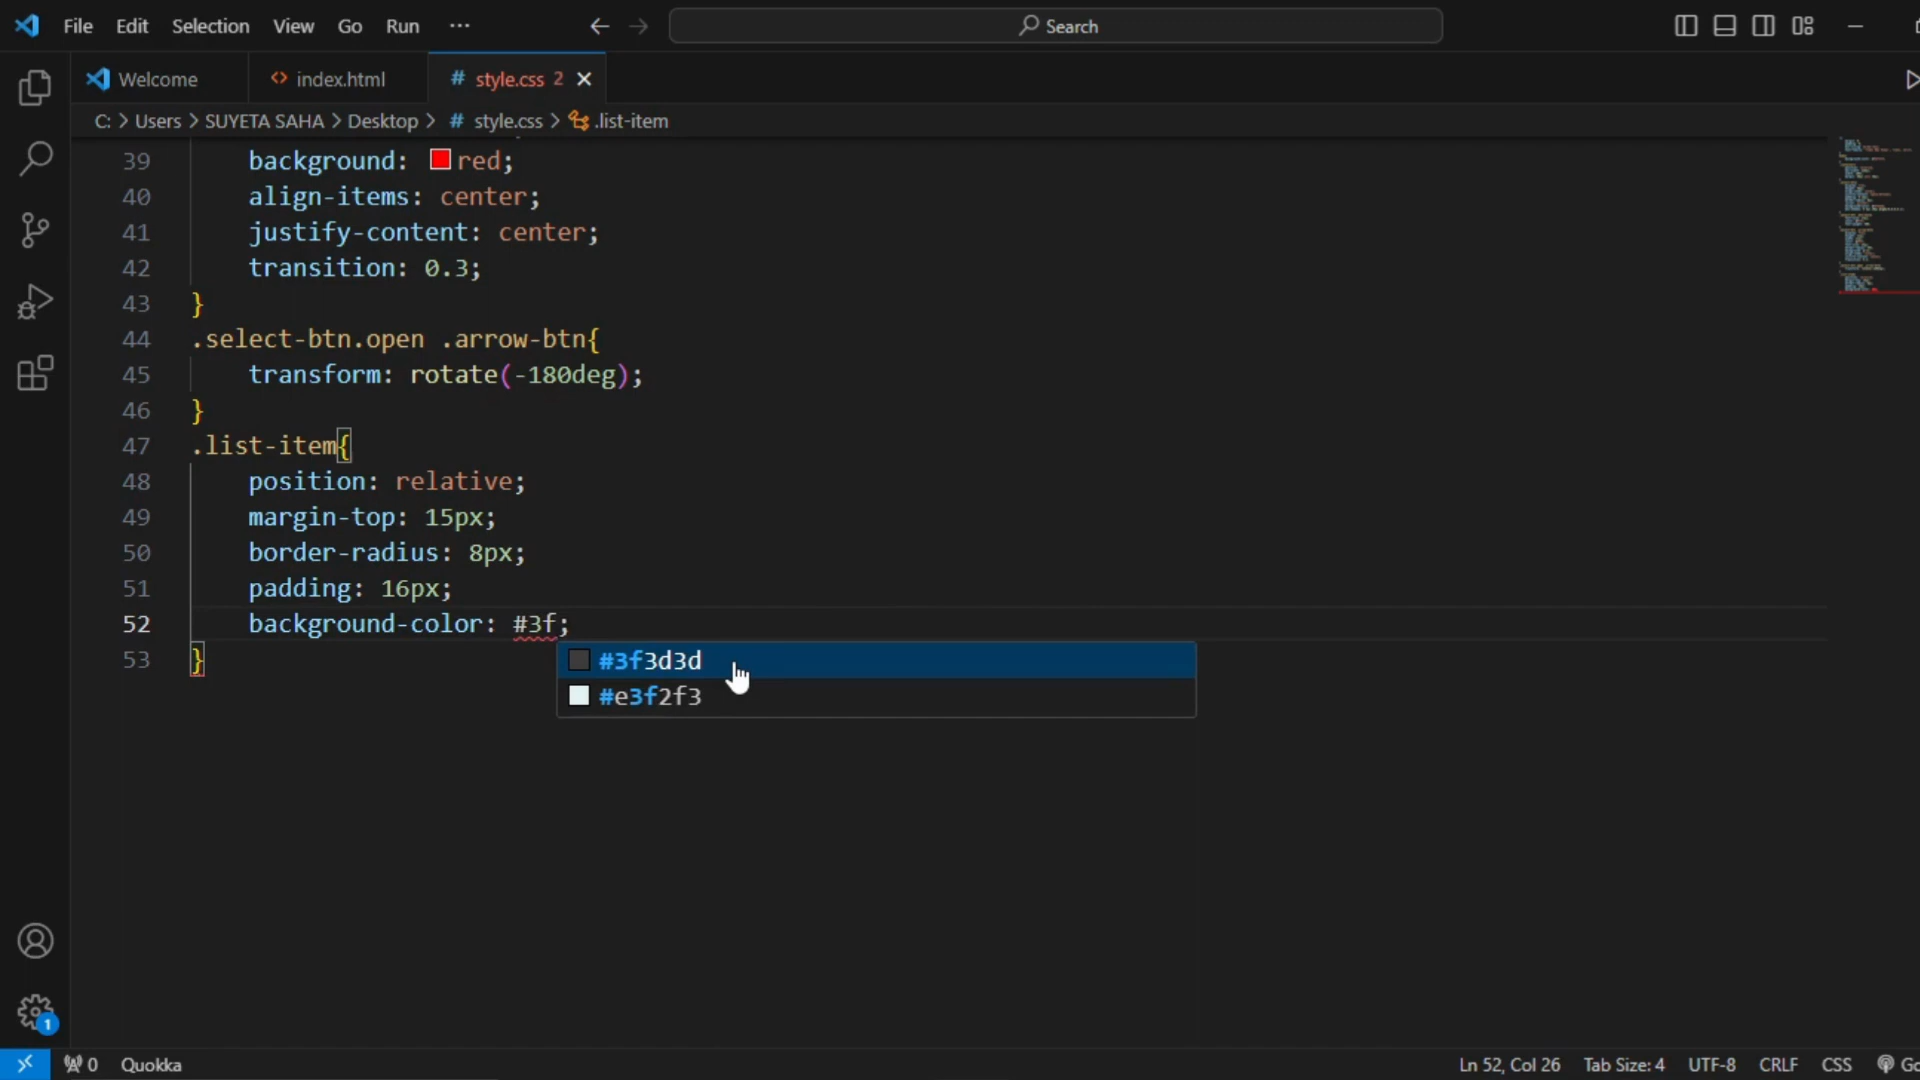 File Edit Selection View Go Run ··· Search
Welcome index.html # style.css 2
C: > Users > SUYETA SAHA > Desktop > # style.css > .list-item
39 background: red;
40 align-items: center;
41 justify-content: center;
42 transition: 0.3;
43 }
44 .select-btn.open .arrow-btn{
45 transform: rotate(-180deg);
46 }
47 .list-item{
48 position: relative;
49 margin-top: 15px;
50 border-radius: 8px;
51 padding: 16px;
52 background-color: #3f;
53 }
#3f3d3d
#e3f2f3
1
0 Quokka Ln 52, Col 26 Tab Size: 4 UTF-8 CRLF CSS Go